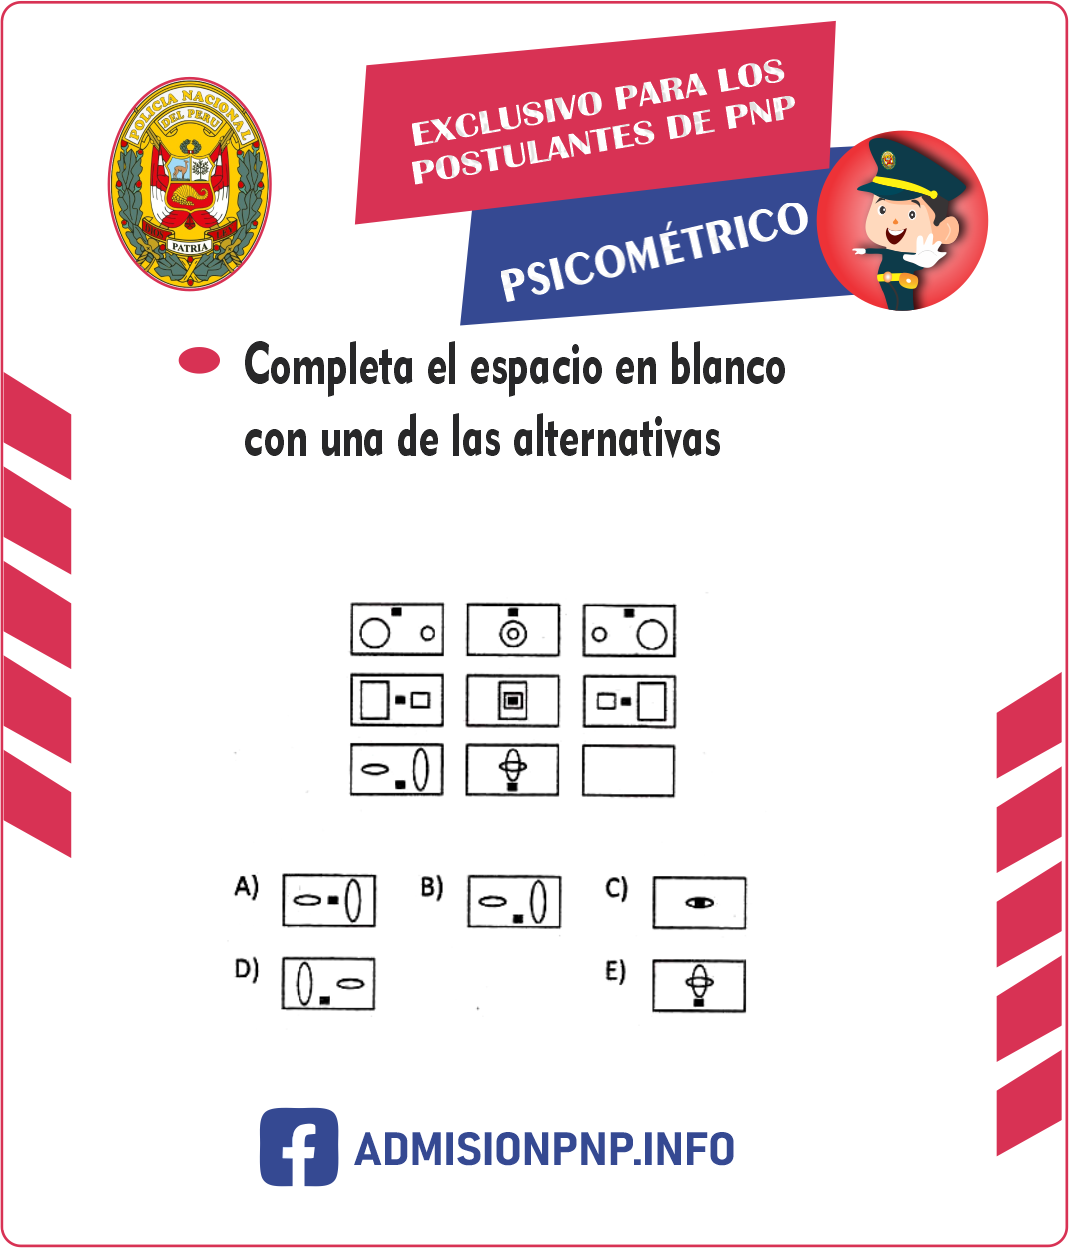 POLICIA NACIONAL
DEL PERU
PATRIA
EXCLUSIVO PARA LOS
POSTULANTES DE PNP
PSICOMÉTRICO
Completa el espacio en blanco
con una de las alternativas
A)
B)
C)
D)
E)
ADMISIONPNP.INFO